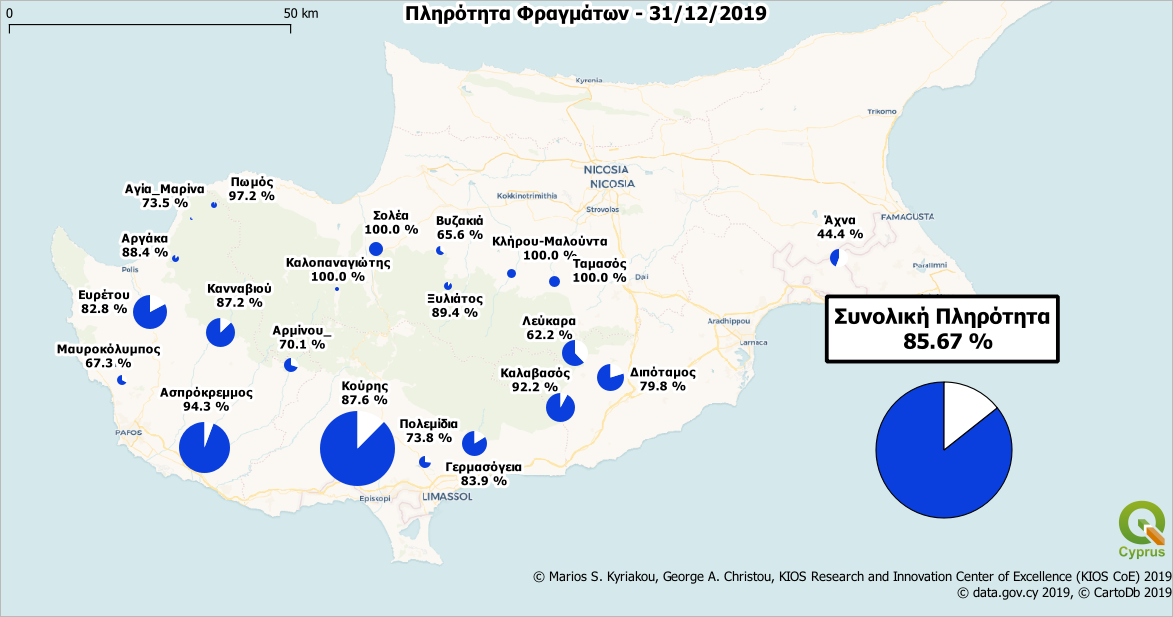 0 50 km
Πληρότητα Φραγμάτων - 31/12/2019
Kyrenia
Trikomo
NICOSIA
NICOSIA
Kokkinotrimithis
Strovolos
Αγία_Μαρίνα
73.5 %
Πωμός
97.2 %
Σολέα
100.0 %
Βυζακιά
65.6 %
Άχνα
44.4 %
FAMAGUSTA
Αργάκα
88.4 %
Κλήρου-Μαλούντα
100.0 %
Ταμασός
100.0 %
Καλοπαναγιώτης
100.0 %
Polis
Dali
Paralimni
Ευρέτου
82.8 %
Κανναβιού
87.2 %
Ξυλιάτος
89.4 %
Αρμίνου_
70.1 %
Λεύκαρα
62.2 %
Aradhippou
Larnaca
Συνολική Πληρότητα
85.67 %
Μαυροκόλυμπος
67.3 %
Καλαβασός
92.2 %
Διπόταμος
79.8 %
Ασπρόκρεμμος
94.3 %
Κούρης
87.6 %
Πολεμίδια
73.8 %
PAFOS
Γερμασόγεια
83.9 %
Episcopi
LIMASSOL
Cyprus
© Marios S. Kyriakou, George A. Christou, KIOS Research and Innovation Center of Excellence (KIOS CoE) 2019
© data.gov.cy 2019, © CartoDb 2019